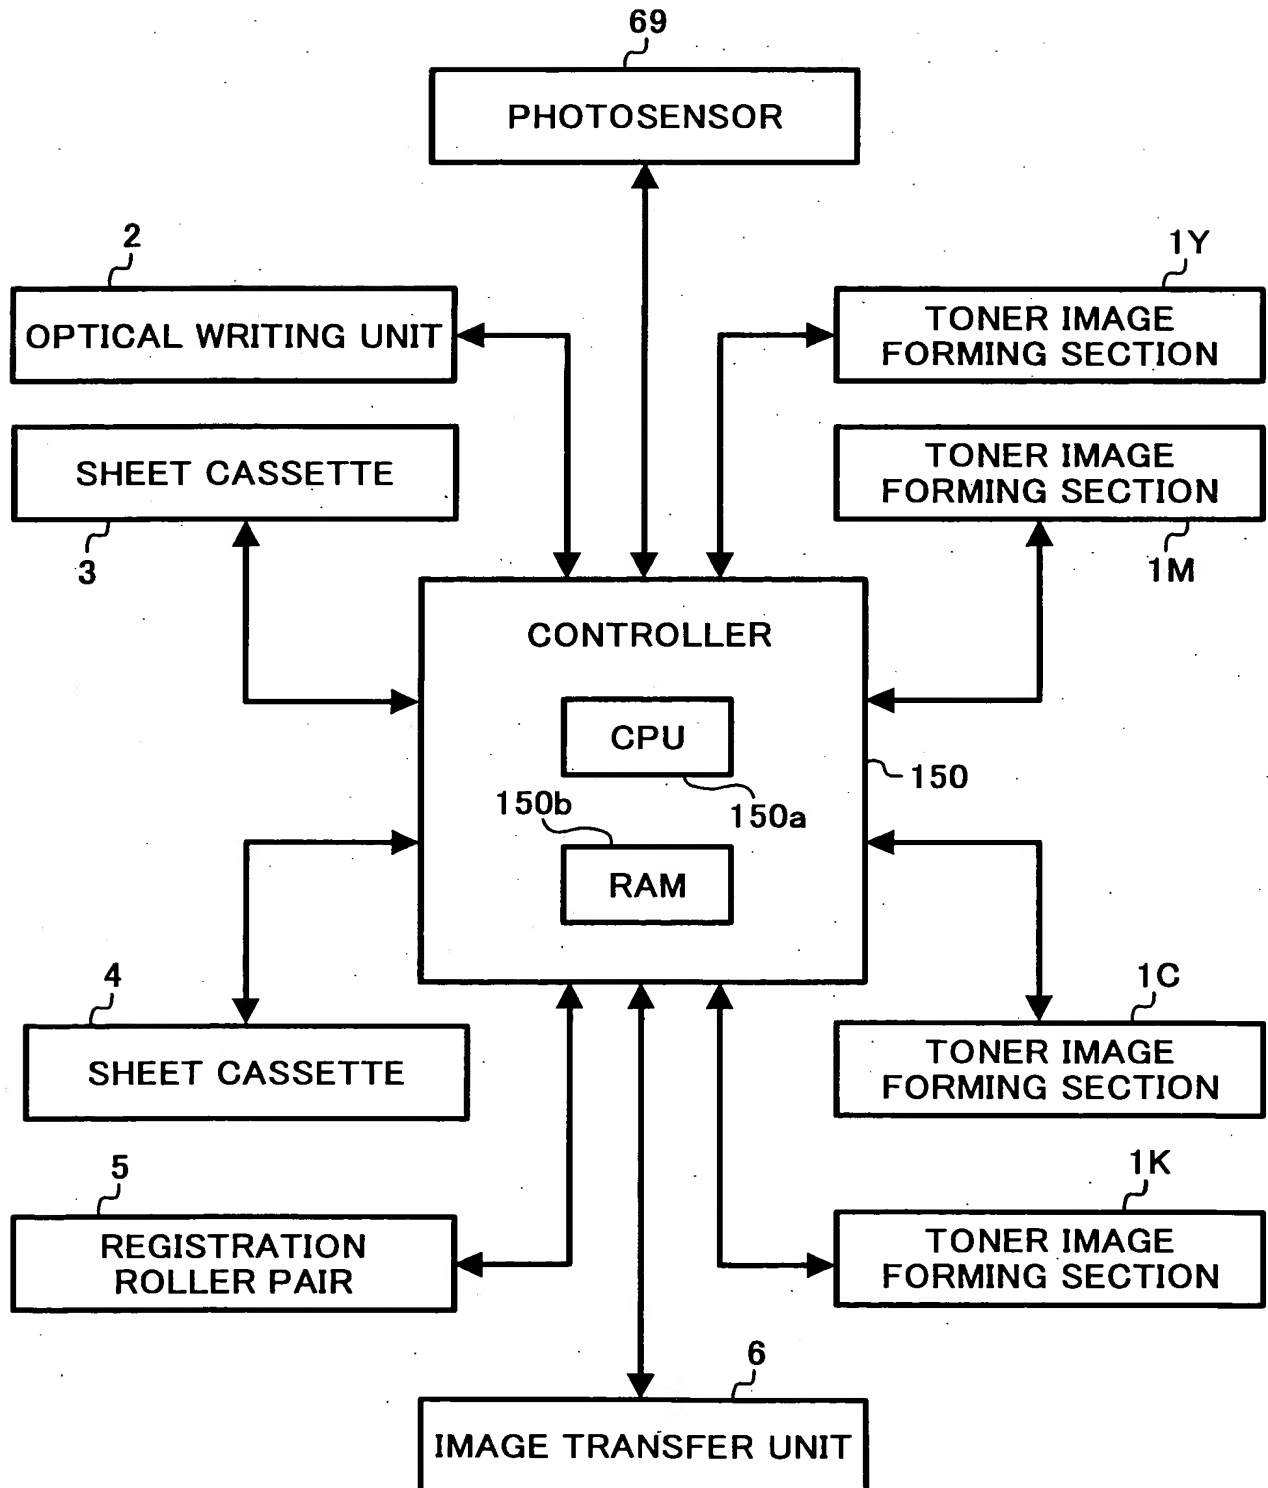 69
PHOTOSENSOR
2
OPTICAL WRITING UNIT
1Y
TONER IMAGE
FORMING SECTION
SHEET CASSETTE
3
TONER IMAGE
FORMING SECTION
1M
CONTROLLER
CPU
150a
150
150b
RAM
4
SHEET CASSETTE
1C
TONER IMAGE
FORMING SECTION
5
REGISTRATION
ROLLER PAIR
1K
TONER IMAGE
FORMING SECTION
6
IMAGE TRANSFER UNIT